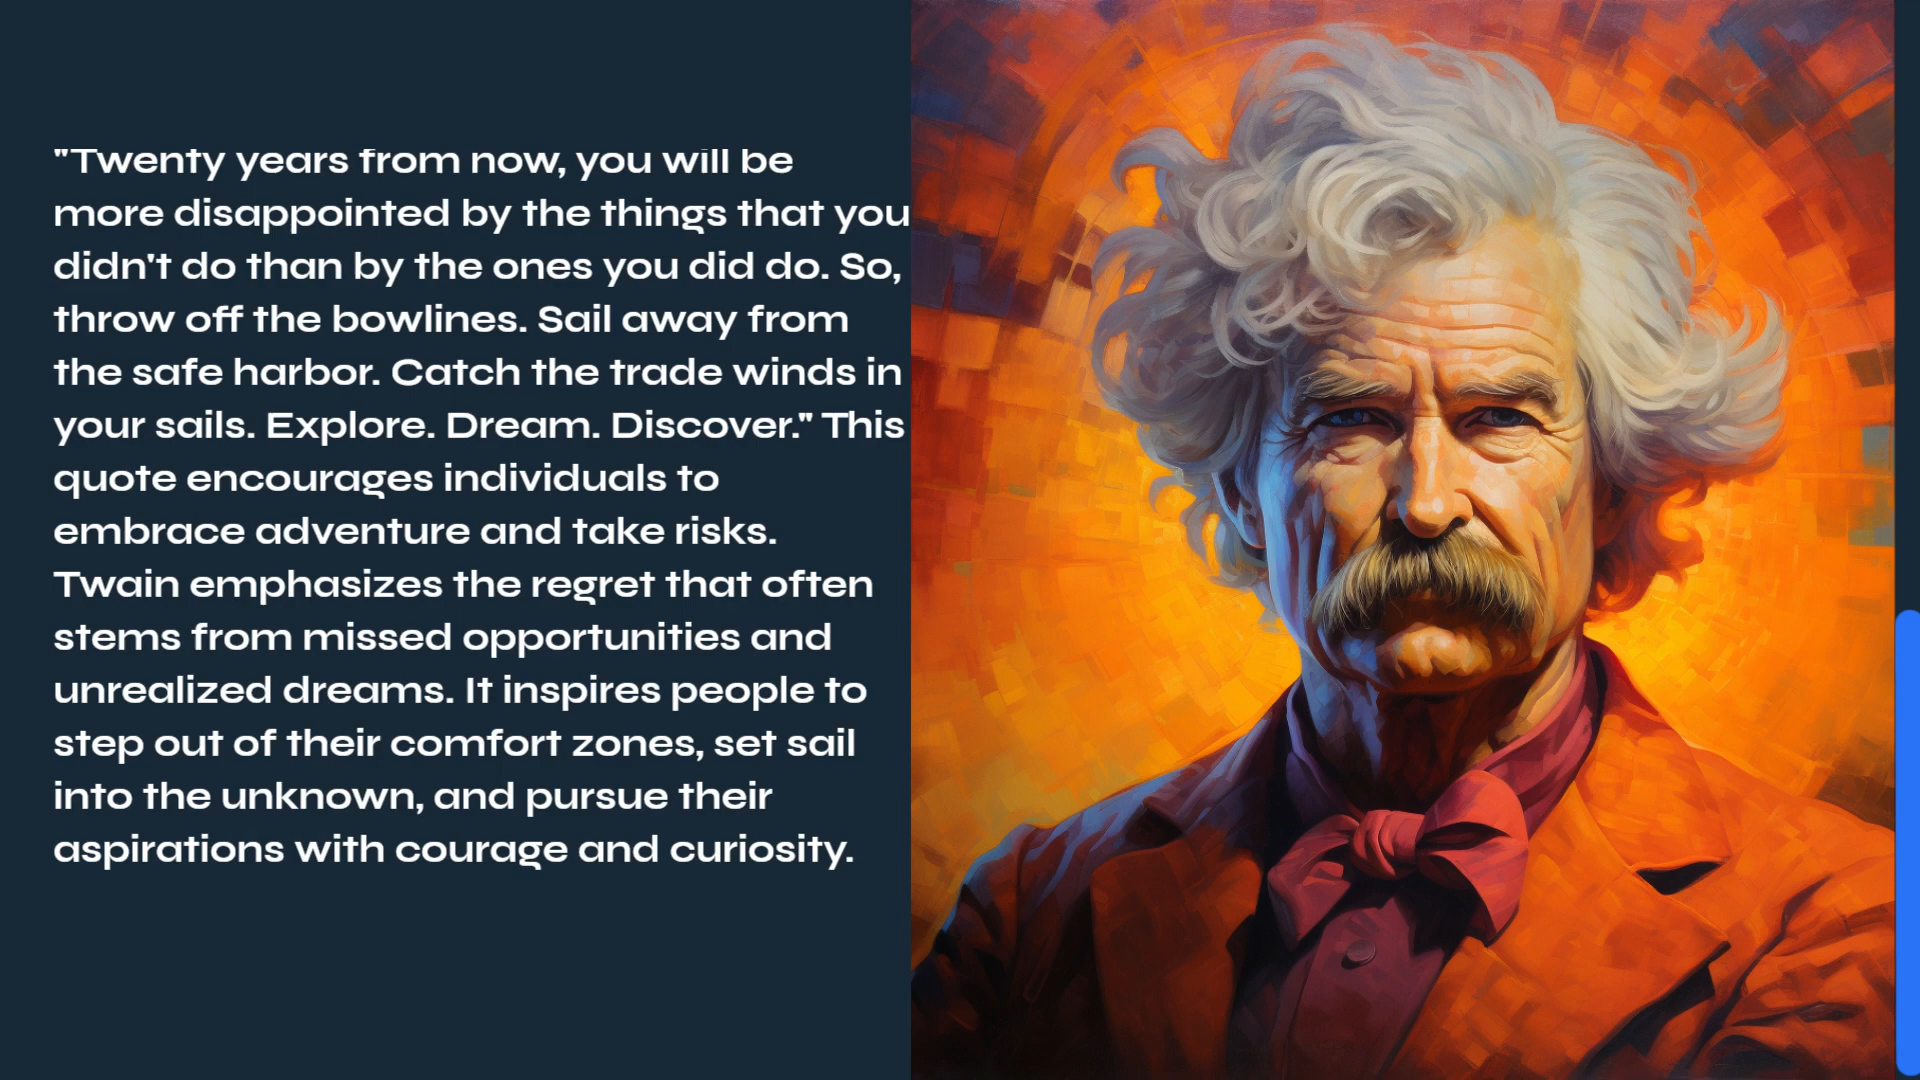 "Twenty years from now, you will be
more disappointed by the things that you
didn't do than by the ones you did do. So,
throw off the bowlines. Sail away from
the safe harbor. Catch the trade winds in
your sails. Explore. Dream. Discover." This
quote encourages individuals to
embrace adventure and take risks.
Twain emphasizes the regret that often
stems from missed opportunities and
unrealized dreams. It inspires people to
step out of their comfort zones, set sail
into the unknown, and pursue their
aspirations with courage and curiosity.